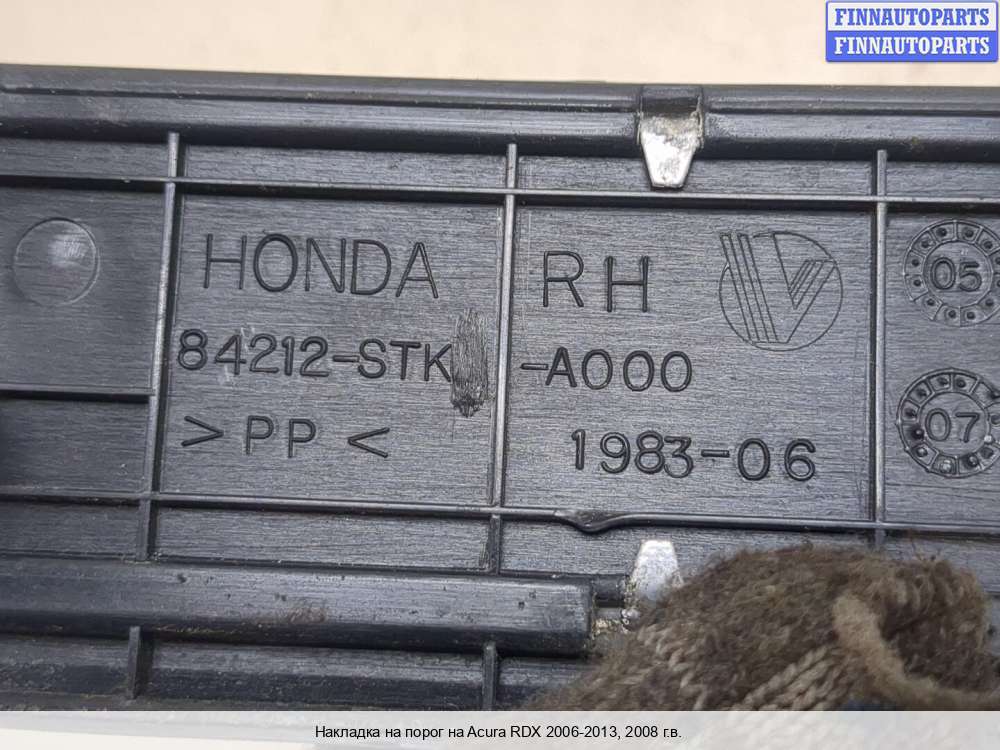 FINNAUTOPARTS
FINNAUTOPARTS
HONDA RH
84212-STK -A000
> PP <
1983-06
05
07
Накладка на порог на Acura RDX 2006-2013, 2008 г.в.